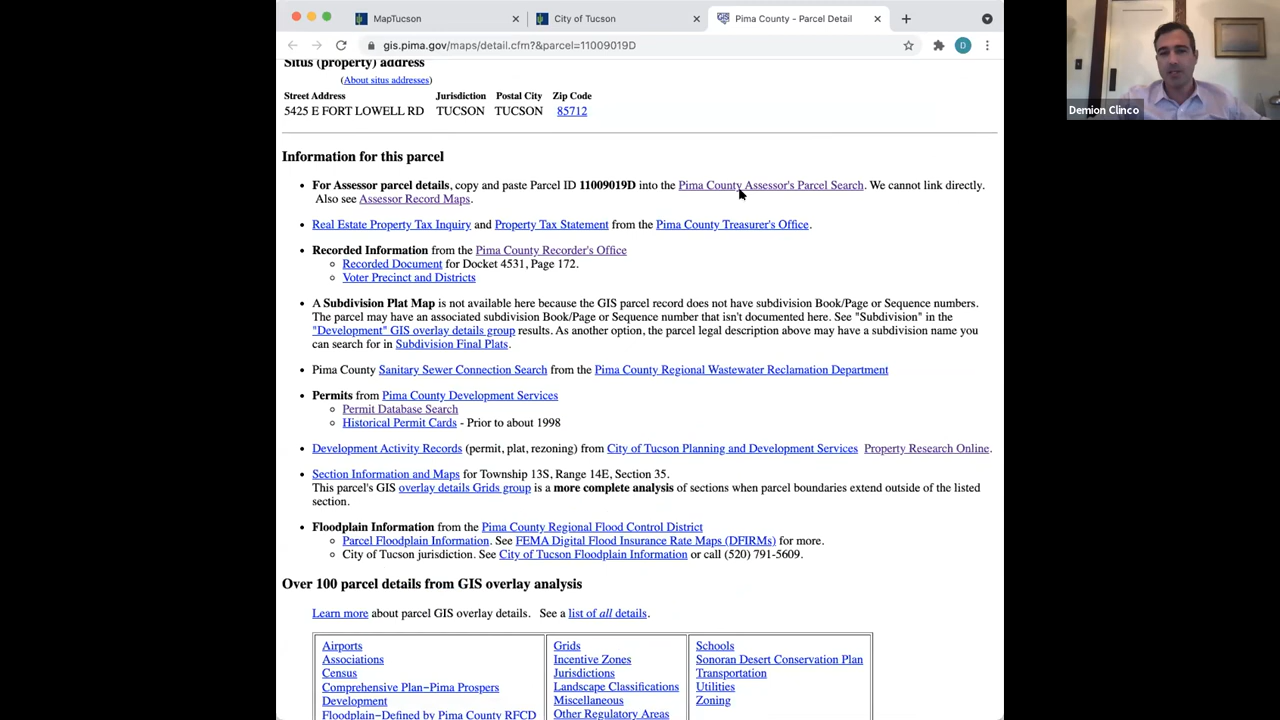 MapTucson
City of Tucson
Pima County - Parcel Detail
gis.pima.gov/maps/detail.cfm?&parcel=11009019D
D
Demion Clinco
Situs (property) address
(About situs addresses)
Street Address Jurisdiction Postal City Zip Code
5425 E FORT LOWELL RD TUCSON TUCSON 85712
Information for this parcel
• For Assessor parcel details, copy and paste Parcel ID 11009019D into the Pima County Assessor's Parcel Search. We cannot link directly.
Also see Assessor Record Maps.
• Real Estate Property Tax Inquiry and Property Tax Statement from the Pima County Treasurer's Office.
• Recorded Information from the Pima County Recorder's Office
○ Recorded Document for Docket 4531, Page 172.
○ Voter Precinct and Districts
• A Subdivision Plat Map is not available here because the GIS parcel record does not have subdivision Book/Page or Sequence numbers.
The parcel may have an associated subdivision Book/Page or Sequence number that isn't documented here. See "Subdivision" in the
"Development" GIS overlay details group results. As another option, the parcel legal description above may have a subdivision name you
can search for in Subdivision Final Plats.
• Pima County Sanitary Sewer Connection Search from the Pima County Regional Wastewater Reclamation Department
• Permits from Pima County Development Services
○ Permit Database Search
○ Historical Permit Cards - Prior to about 1998
• Development Activity Records (permit, plat, rezoning) from City of Tucson Planning and Development Services Property Research Online.
• Section Information and Maps for Township 13S, Range 14E, Section 35.
This parcel's GIS overlay details Grids group is a more complete analysis of sections when parcel boundaries extend outside of the listed
section.
• Floodplain Information from the Pima County Regional Flood Control District
○ Parcel Floodplain Information. See FEMA Digital Flood Insurance Rate Maps (DFIRMs) for more.
○ City of Tucson jurisdiction. See City of Tucson Floodplain Information or call (520) 791-5609.
Over 100 parcel details from GIS overlay analysis
Learn more about parcel GIS overlay details. See a list of all details.
Airports
Associations
Census
Comprehensive Plan−Pima Prospers
Development
Floodplain−Defined by Pima County RFCD
Grids
Incentive Zones
Jurisdictions
Landscape Classifications
Miscellaneous
Other Regulatory Areas
Schools
Sonoran Desert Conservation Plan
Transportation
Utilities
Zoning